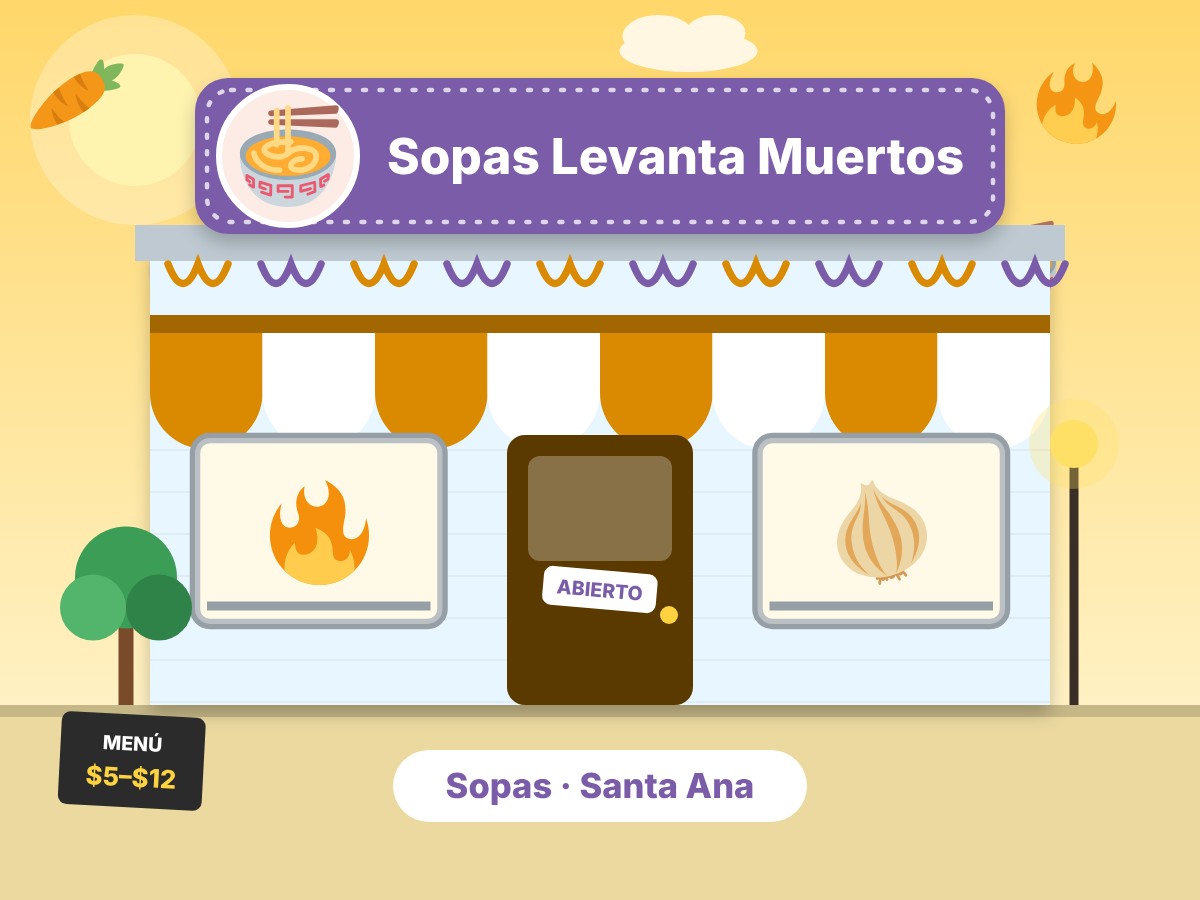 Sopas Levanta Muertos
ABIERTO
MENÚ
$5–$12
Sopas · Santa Ana